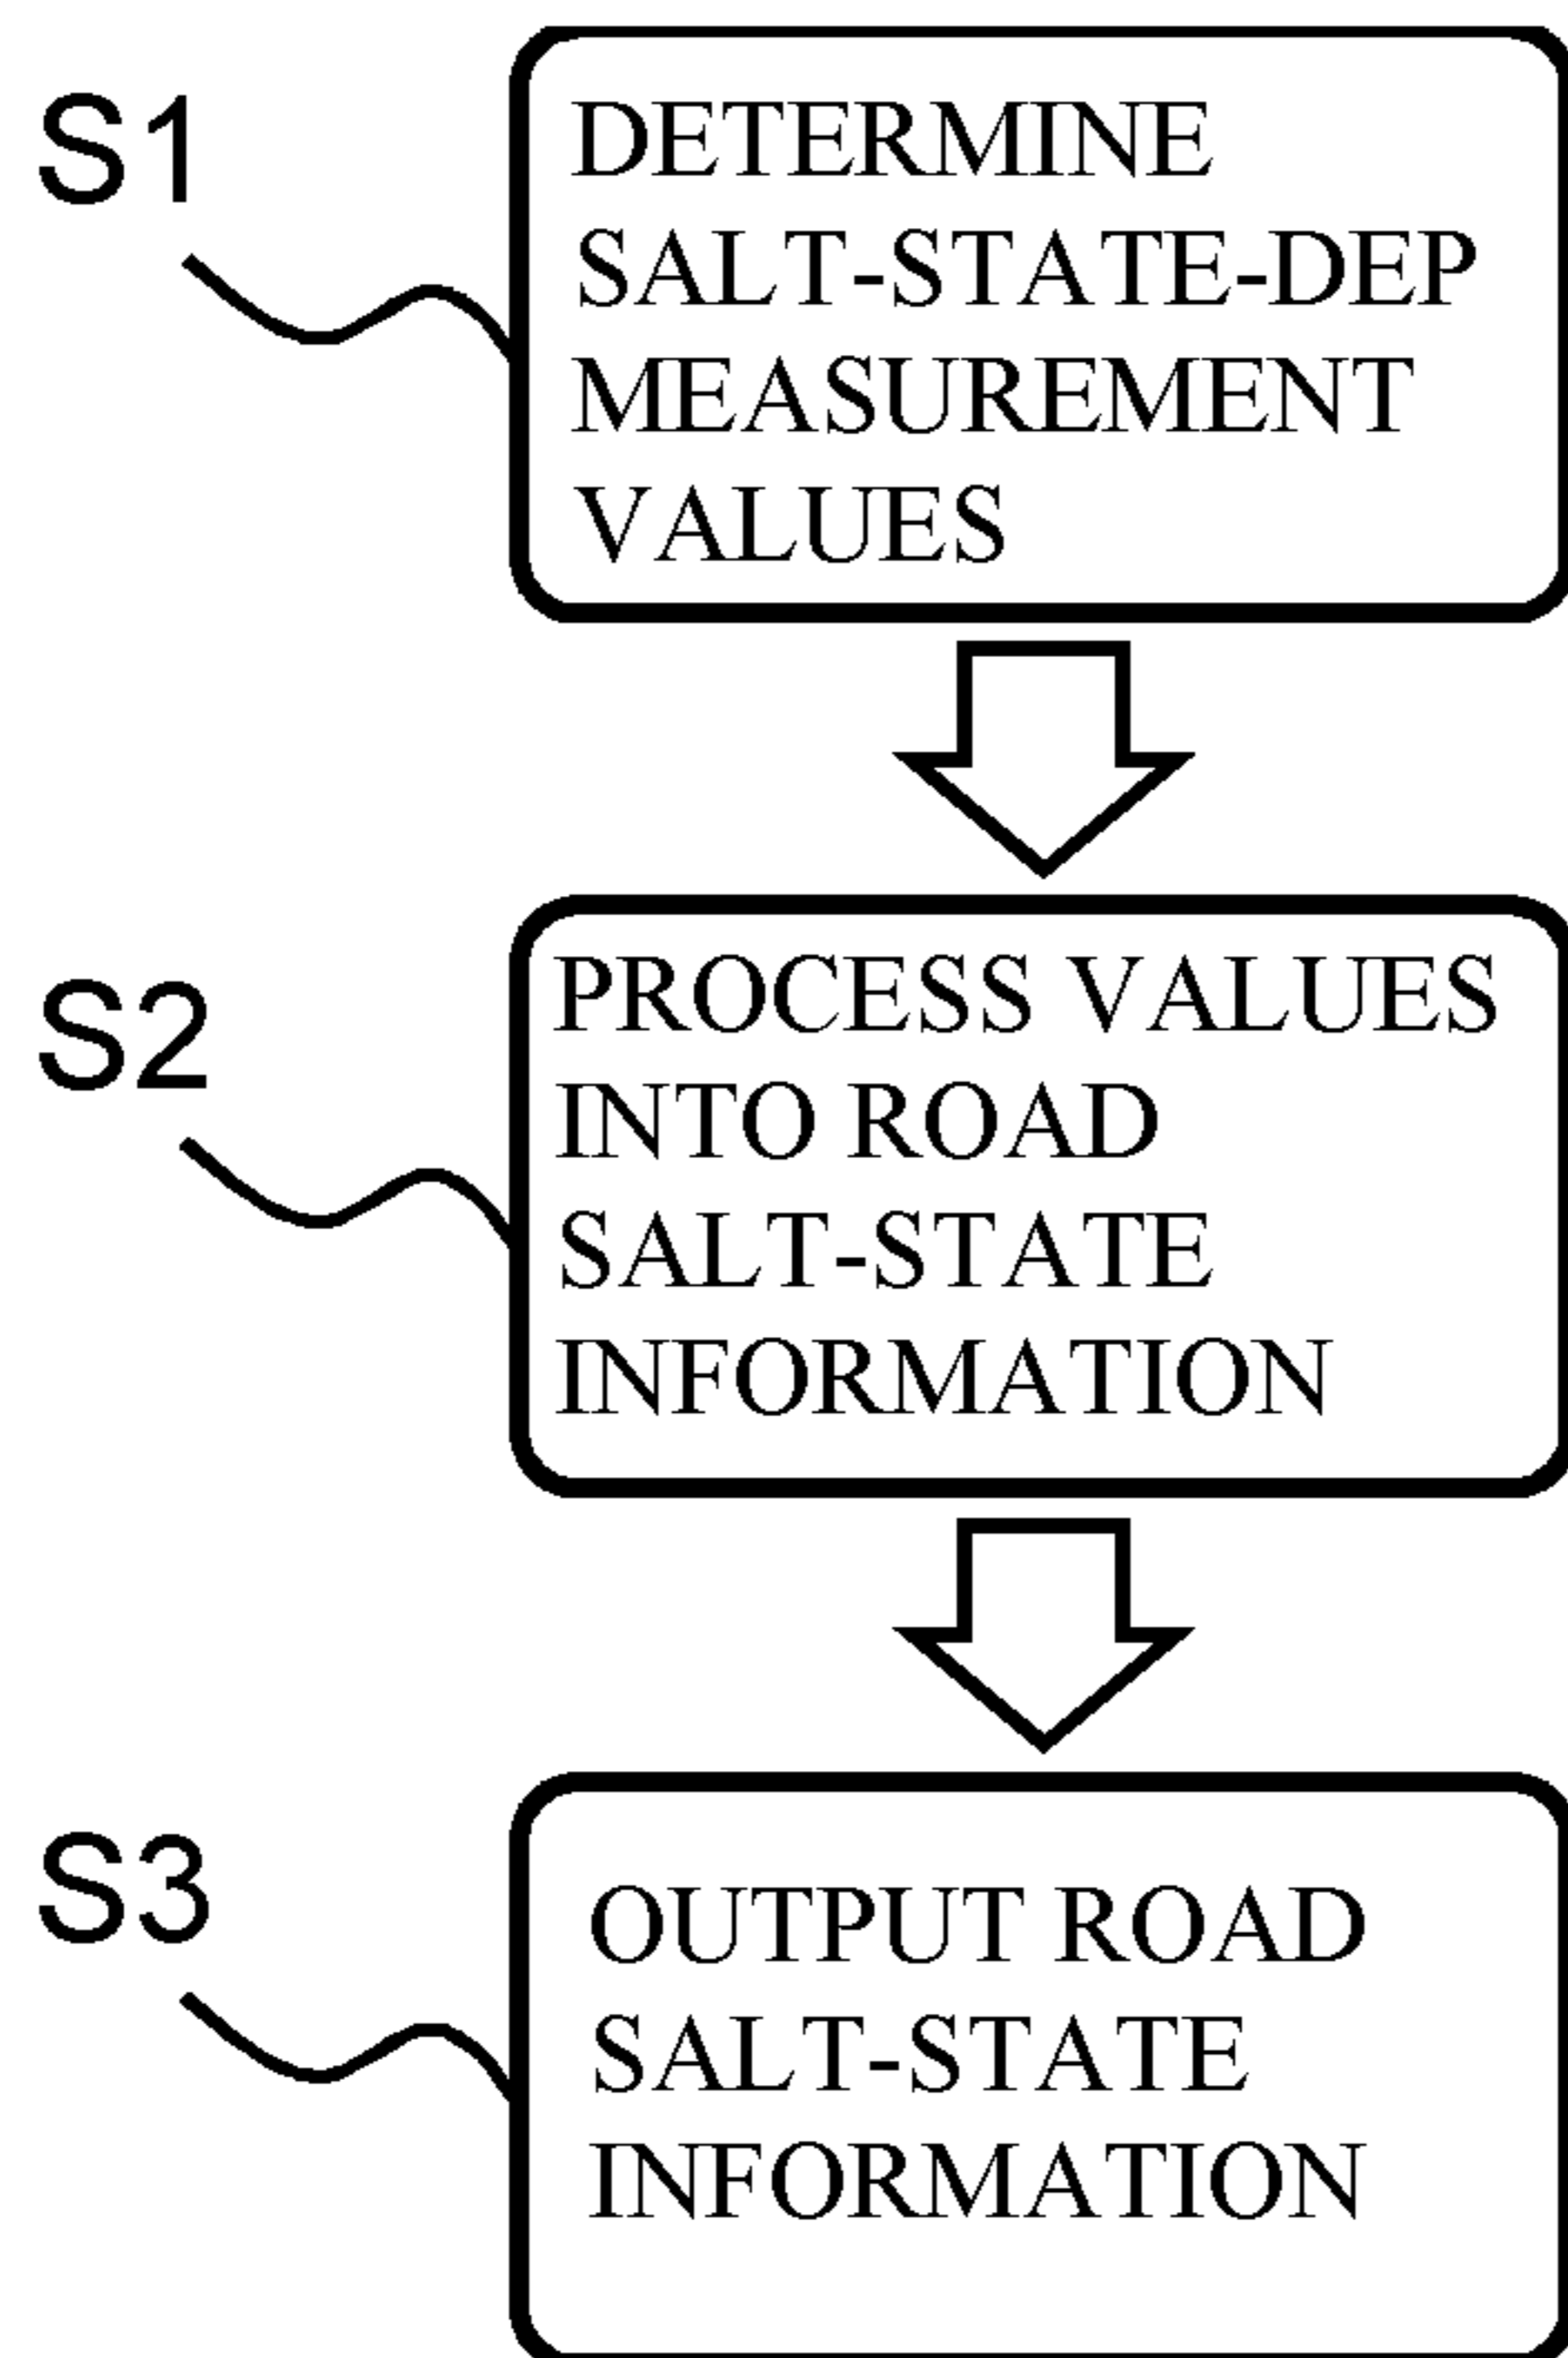 S1
DETERMINE
SALT-STATE-DEP
MEASUREMENT
VALUES
S2
PROCESS VALUES
INTO ROAD
SALT-STATE
INFORMATION
S3
OUTPUT ROAD
SALT-STATE
INFORMATION